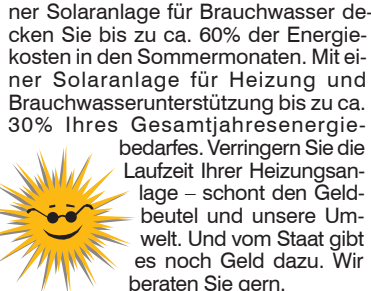 ner Solaranlage für Brauchwasser de-
cken Sie bis zu ca. 60% der Energie-
kosten in den Sommermonaten. Mit ei-
ner Solaranlage für Heizung und
Brauchwasserunterstützung bis zu ca.
30% Ihres Gesamtjahresenergie-
bedarfes. Verringern Sie die
Laufzeit Ihrer Heizungsan-
lage – schont den Geld-
beutel und unsere Um-
welt. Und vom Staat gibt
es noch Geld dazu. Wir
beraten Sie gern.